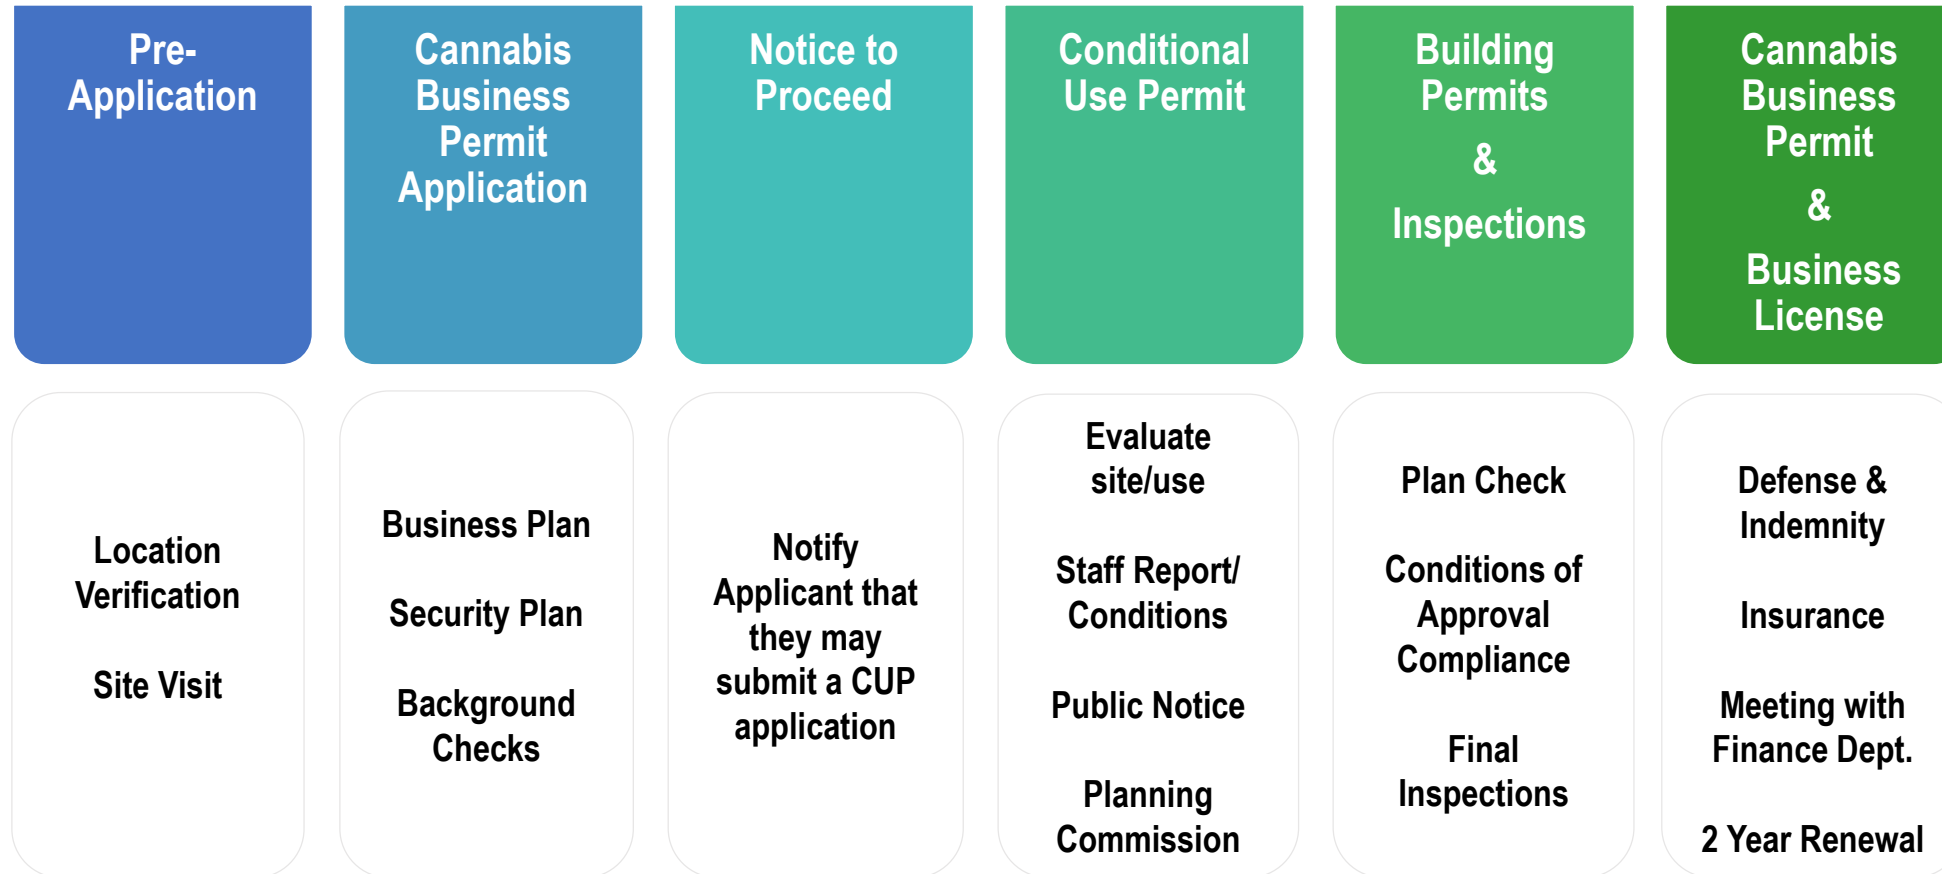 Pre-
Application
Cannabis
Business
Permit
Application
Notice to
Proceed
Conditional
Use Permit
Building
Permits
&
Inspections
Cannabis
Business
Permit
&
Business
License
Location
Verification
Site Visit
Business Plan
Security Plan
Background
Checks
Notify
Applicant that
they may
submit a CUP
application
Evaluate
site/use
Staff Report/
Conditions
Public Notice
Planning
Commission
Plan Check
Conditions of
Approval
Compliance
Final
Inspections
Defense &
Indemnity
Insurance
Meeting with
Finance Dept.
2 Year Renewal